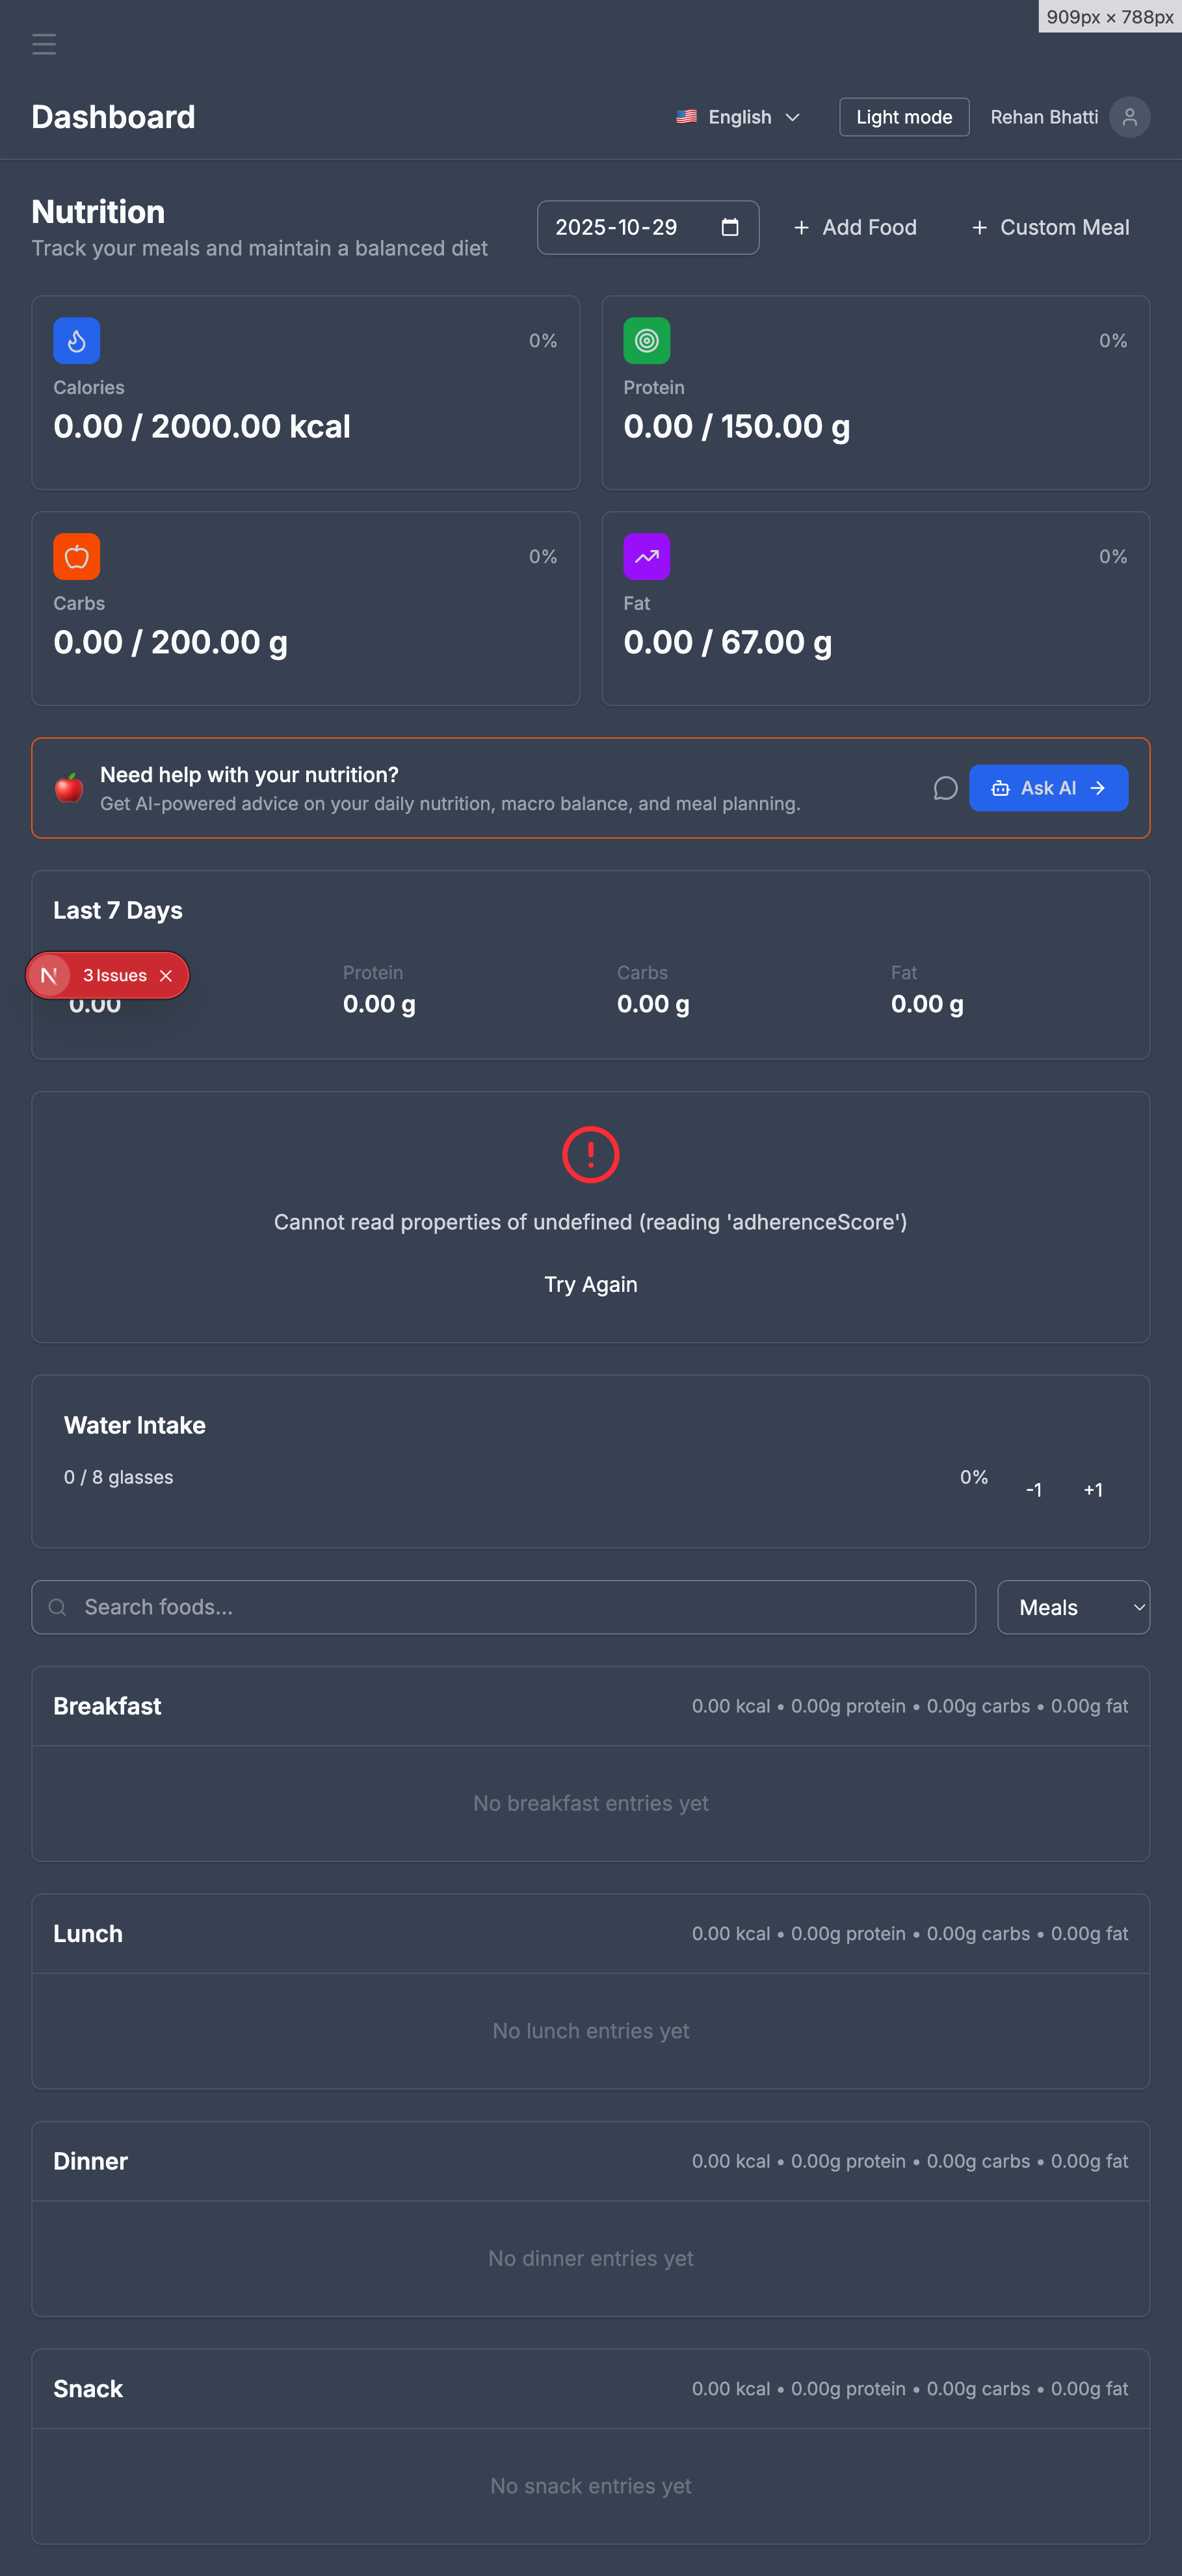 909px × 788px
Dashboard
English
Light mode
Rehan Bhatti
Nutrition
Track your meals and maintain a balanced diet
2025-10-29
+ Add Food
+ Custom Meal
0%
Calories
0.00 / 2000.00 kcal
0%
Protein
0.00 / 150.00 g
0%
Carbs
0.00 / 200.00 g
0%
Fat
0.00 / 67.00 g
Need help with your nutrition?
Get AI-powered advice on your daily nutrition, macro balance, and meal planning.
Ask AI
Last 7 Days
N 3 Issues
0.00
Protein
0.00 g
Carbs
0.00 g
Fat
0.00 g
Cannot read properties of undefined (reading 'adherenceScore')
Try Again
Water Intake
0 / 8 glasses
0%
-1
+1
Search foods...
Meals
Breakfast
0.00 kcal • 0.00g protein • 0.00g carbs • 0.00g fat
No breakfast entries yet
Lunch
0.00 kcal • 0.00g protein • 0.00g carbs • 0.00g fat
No lunch entries yet
Dinner
0.00 kcal • 0.00g protein • 0.00g carbs • 0.00g fat
No dinner entries yet
Snack
0.00 kcal • 0.00g protein • 0.00g carbs • 0.00g fat
No snack entries yet